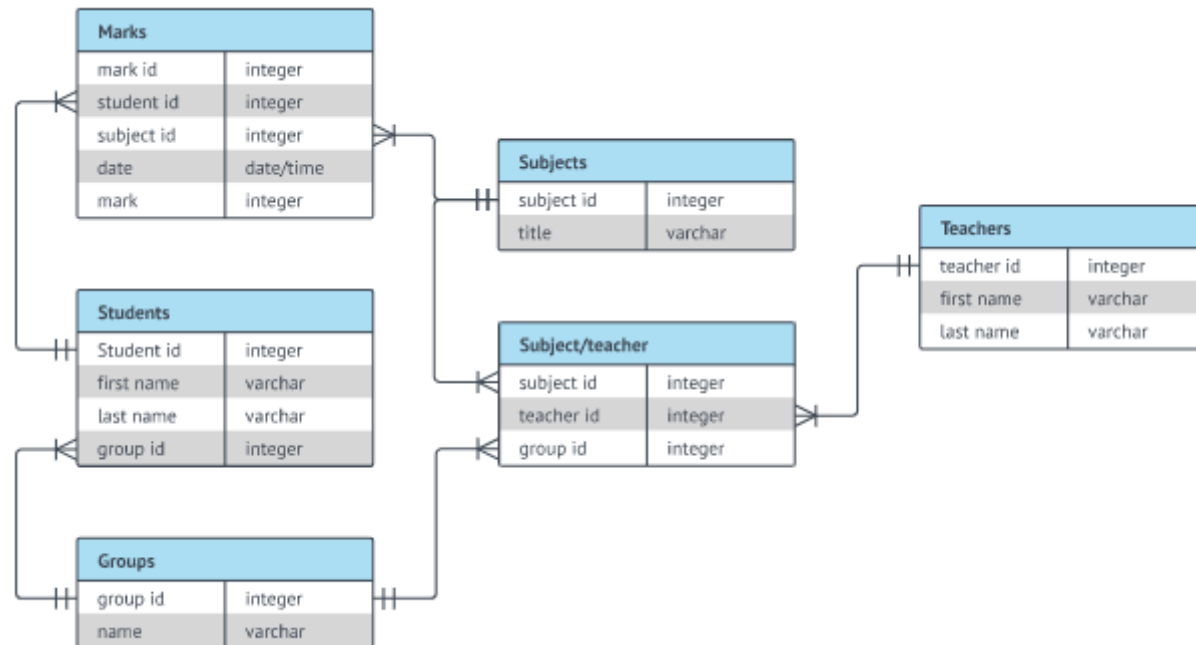 Marks
mark id integer
student id integer
subject id integer
date date/time
mark integer
Subjects
subject id integer
title varchar
Teachers
teacher id integer
first name varchar
last name varchar
Students
Student id integer
first name varchar
last name varchar
group id integer
Subject/teacher
subject id integer
teacher id integer
group id integer
Groups
group id integer
name varchar